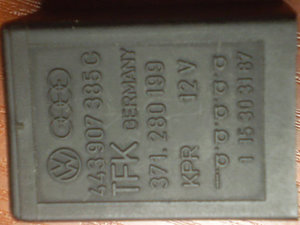 443 907 385 C
TFK GERMANY
371. 280 199
KPR 12 V
1 15 30 31 87